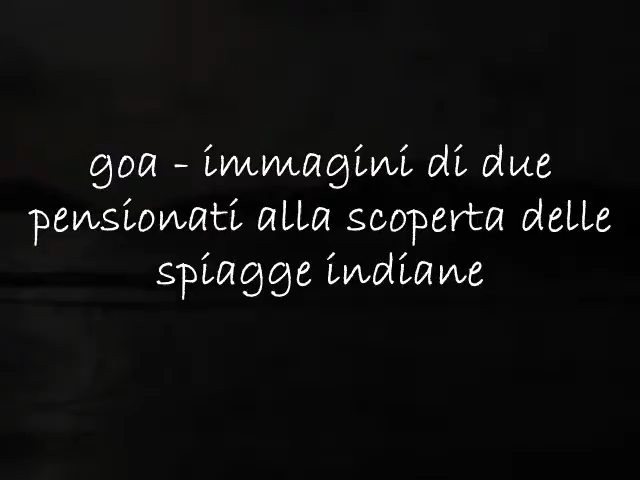 goa - immagini di due
pensionati alla scoperta delle
spiagge indiane